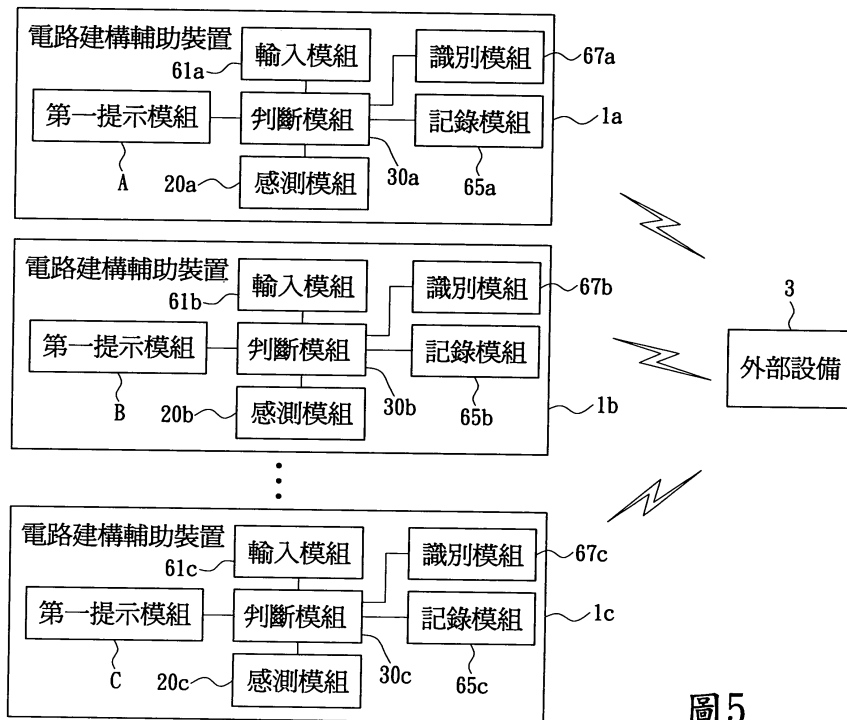 電路建構輔助裝置
61a
輸入模組
識別模組
67a
第一提示模組
判斷模組
記錄模組
1a
A
20a
感測模組
30a
65a
電路建構輔助裝置
61b
輸入模組
識別模組
67b
第一提示模組
判斷模組
記錄模組
B
20b
感測模組
30b
65b
1b
3
外部設備
電路建構輔助裝置
61c
輸入模組
識別模組
67c
第一提示模組
判斷模組
記錄模組
1c
C
20c
感測模組
30c
65c
圖5